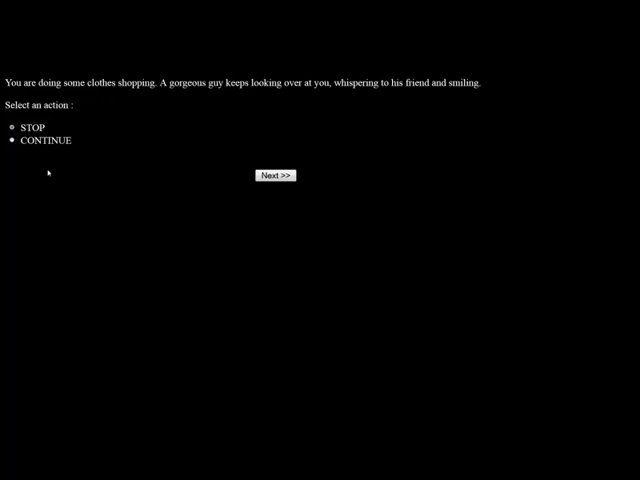 You are doing some clothes shopping. A gorgeous guy keeps looking over at you, whispering to his friend and smiling.
Select an action :
STOP
CONTINUE
Next >>